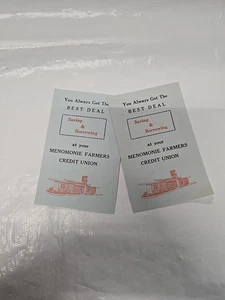 You Always Get The
BEST DEAL
Saving
&
Borrowing
at your
MENOMONIE FARMERS
CREDIT UNION
You Always Get The
BEST DEAL
Saving
&
Borrowing
at your
MENOMONIE FARMERS
CREDIT UNION